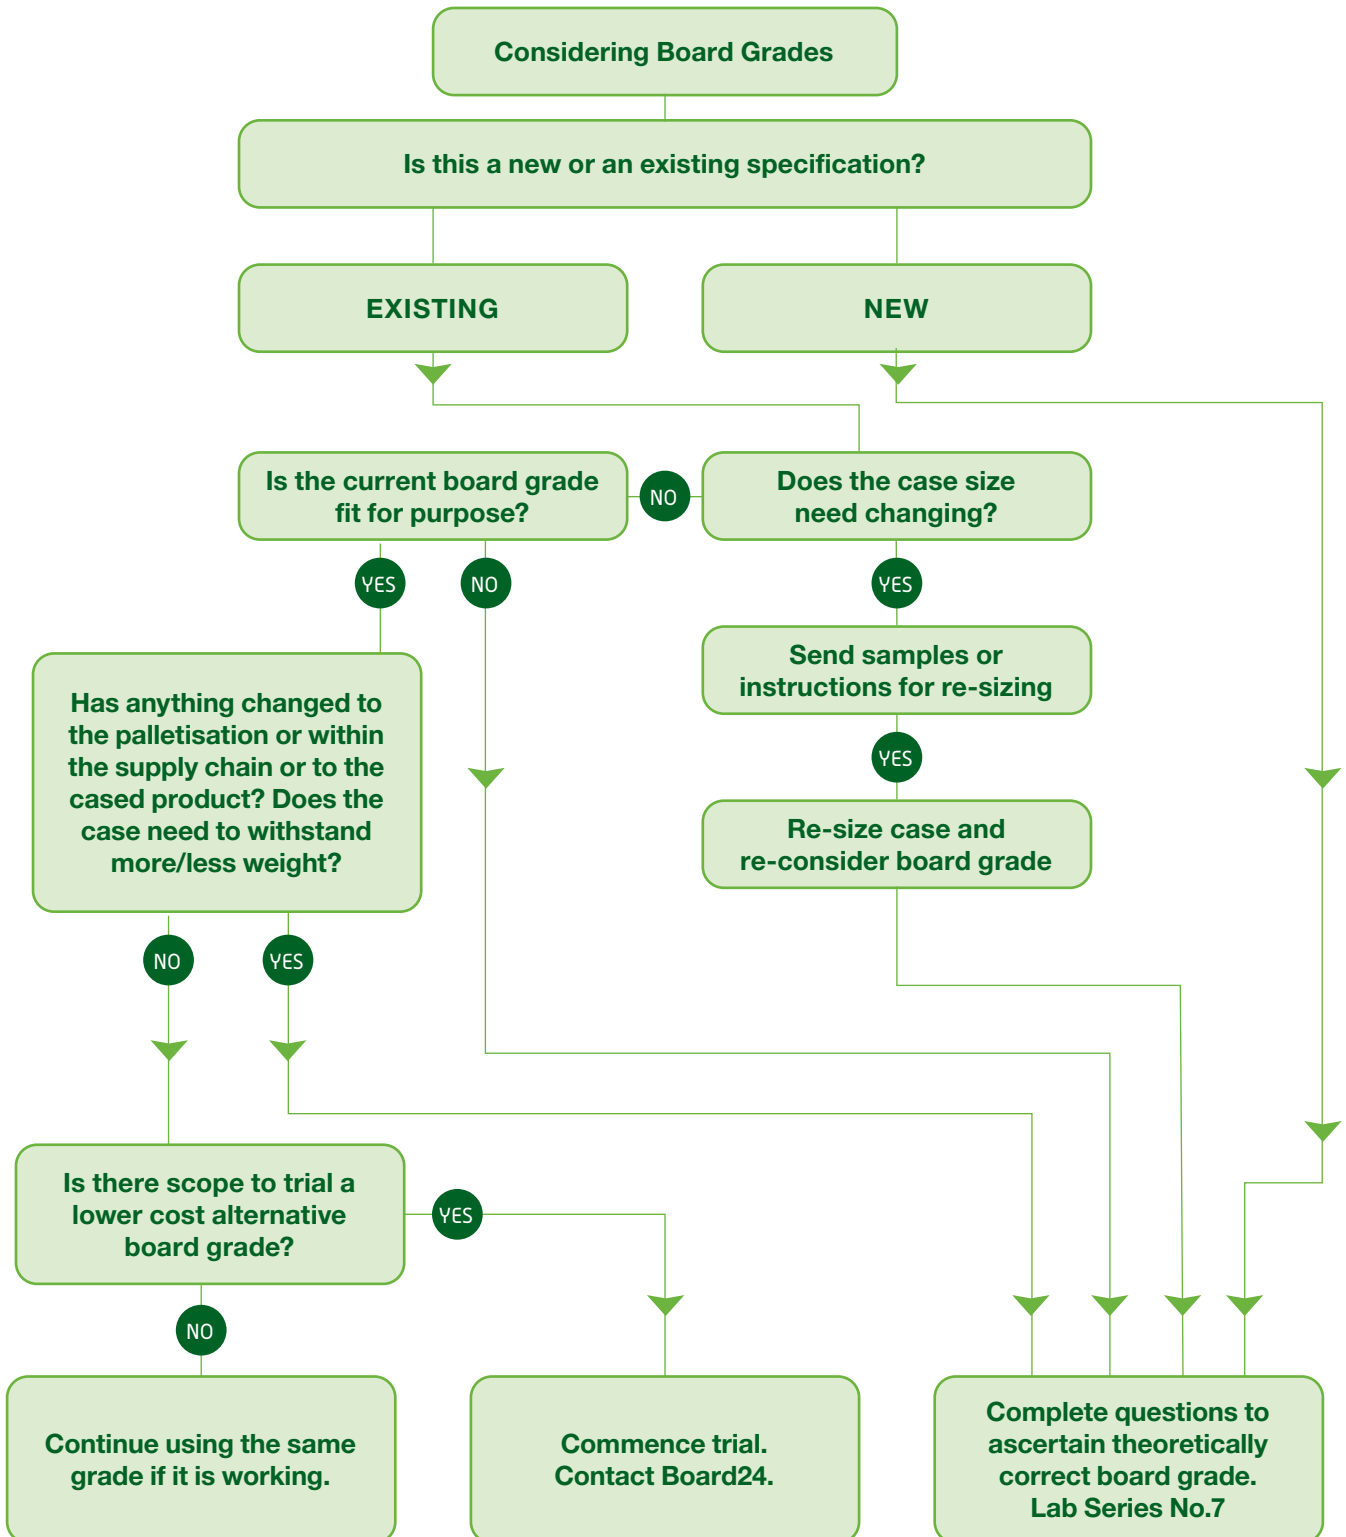 Considering Board Grades
Is this a new or an existing specification?
EXISTING
NEW
Is the current board grade
fit for purpose?
NO
Does the case size
need changing?
YES
NO
YES
Send samples or
instructions for re-sizing
YES
Re-size case and
re-consider board grade
Has anything changed to
the palletisation or within
the supply chain or to the
cased product? Does the
case need to withstand
more/less weight?
NO
YES
Is there scope to trial a
lower cost alternative
board grade?
YES
NO
Continue using the same
grade if it is working.
Commence trial.
Contact Board24.
Complete questions to
ascertain theoretically
correct board grade.
Lab Series No.7